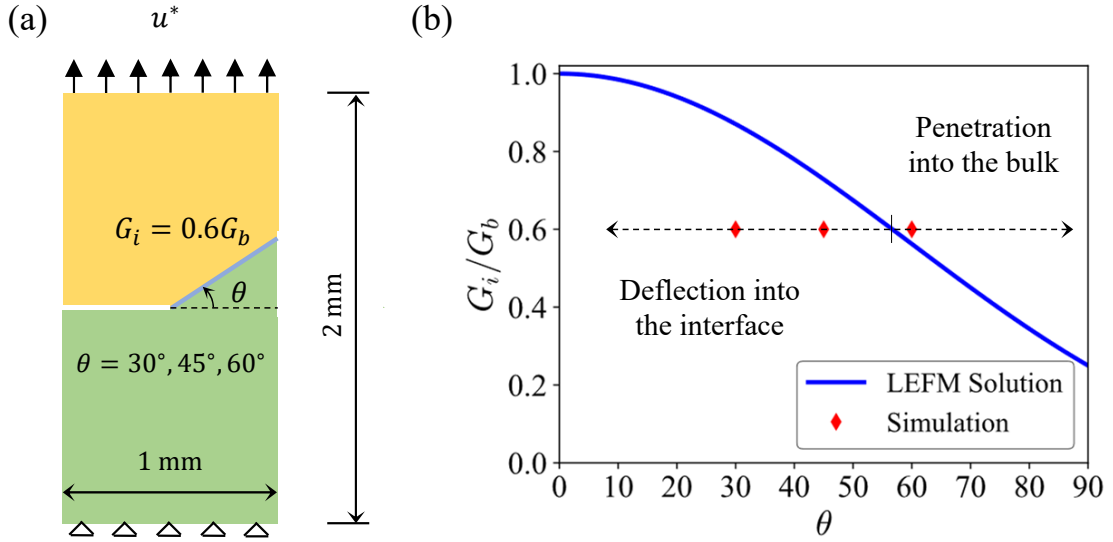 (a)
u*
G_i = 0.6G_b
θ
θ = 30°, 45°, 60°
1 mm
2 mm
(b)
1.0
0.8
0.6
0.4
0.2
0.0
G_i/G_b
Penetration
into the bulk
Deflection into
the interface
LEFM Solution
Simulation
0 10 20 30 40 50 60 70 80 90
θ